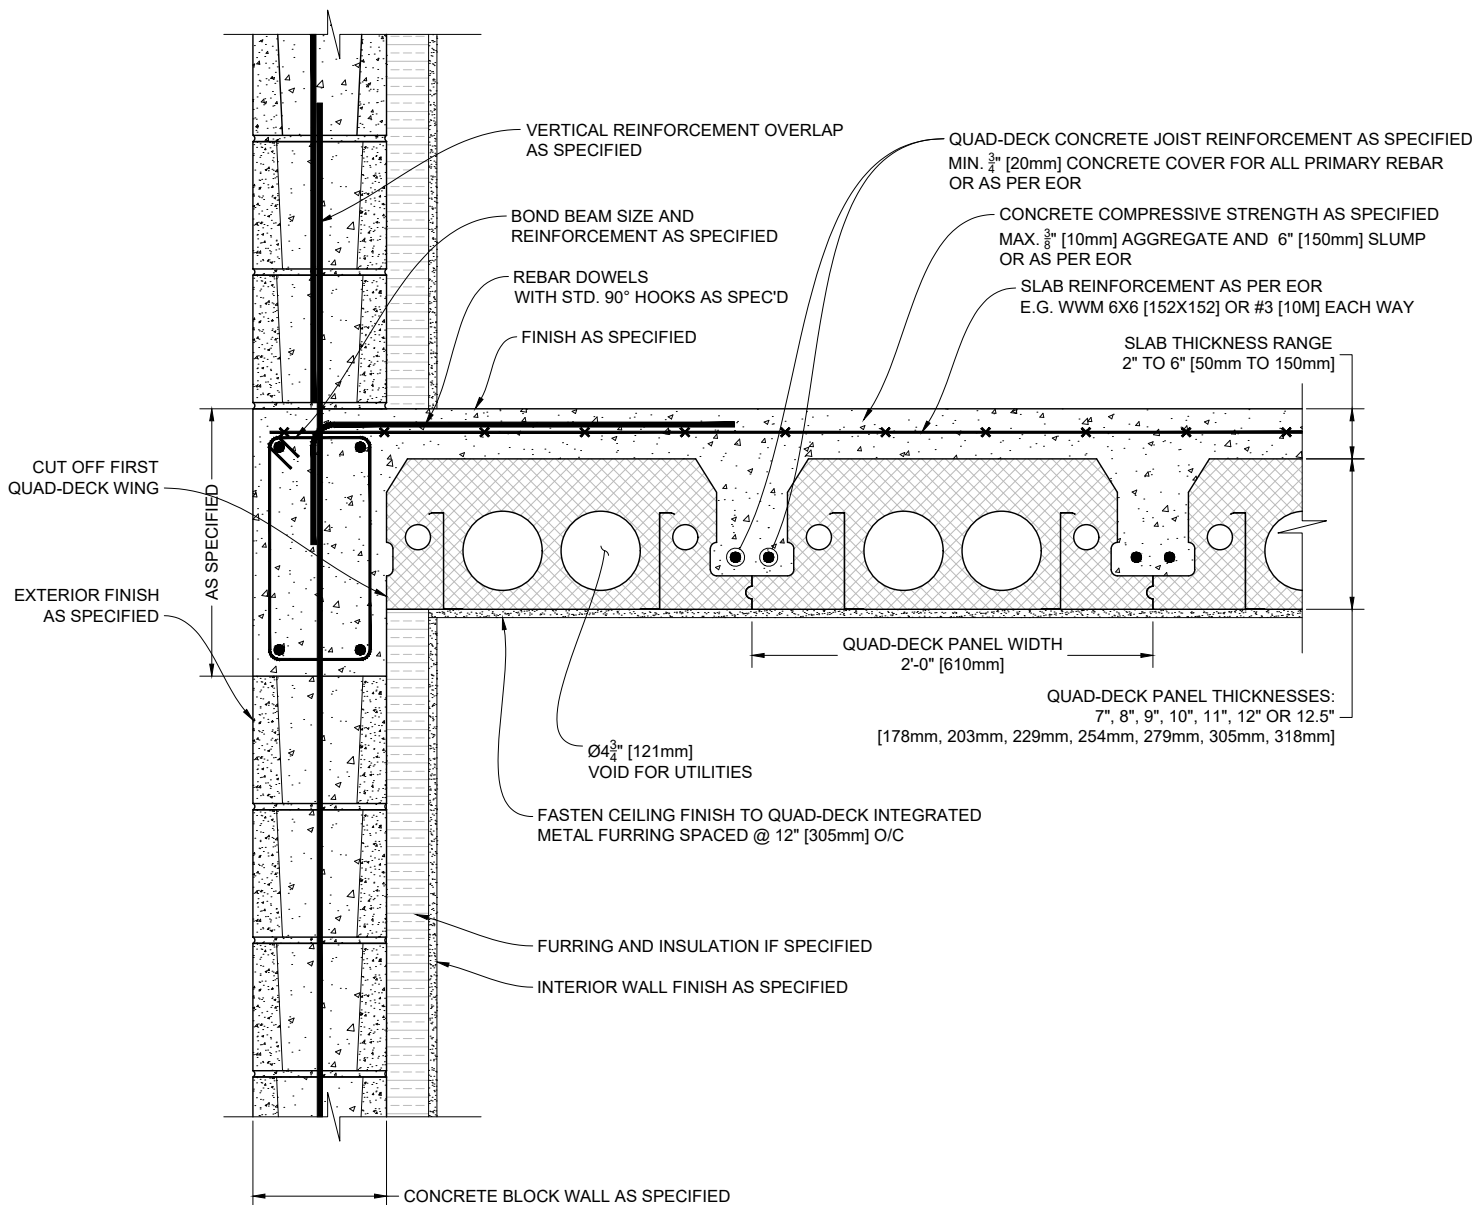 VERTICAL REINFORCEMENT OVERLAP
AS SPECIFIED
QUAD-DECK CONCRETE JOIST REINFORCEMENT AS SPECIFIED
MIN. 3/4" [20mm] CONCRETE COVER FOR ALL PRIMARY REBAR
OR AS PER EOR
BOND BEAM SIZE AND
REINFORCEMENT AS SPECIFIED
CONCRETE COMPRESSIVE STRENGTH AS SPECIFIED
MAX. 3/8" [10mm] AGGREGATE AND 6" [150mm] SLUMP
OR AS PER EOR
REBAR DOWELS
WITH STD. 90° HOOKS AS SPEC'D
SLAB REINFORCEMENT AS PER EOR
E.G. WWM 6X6 [152X152] OR #3 [10M] EACH WAY
FINISH AS SPECIFIED
SLAB THICKNESS RANGE
2" TO 6" [50mm TO 150mm]
CUT OFF FIRST
QUAD-DECK WING
AS SPECIFIED
EXTERIOR FINISH
AS SPECIFIED
QUAD-DECK PANEL WIDTH
2'-0" [610mm]
QUAD-DECK PANEL THICKNESSES:
7", 8", 9", 10", 11", 12" OR 12.5"
[178mm, 203mm, 229mm, 254mm, 279mm, 305mm, 318mm]
Ø4 3/4" [121mm]
VOID FOR UTILITIES
FASTEN CEILING FINISH TO QUAD-DECK INTEGRATED
METAL FURRING SPACED @ 12" [305mm] O/C
FURRING AND INSULATION IF SPECIFIED
INTERIOR WALL FINISH AS SPECIFIED
CONCRETE BLOCK WALL AS SPECIFIED